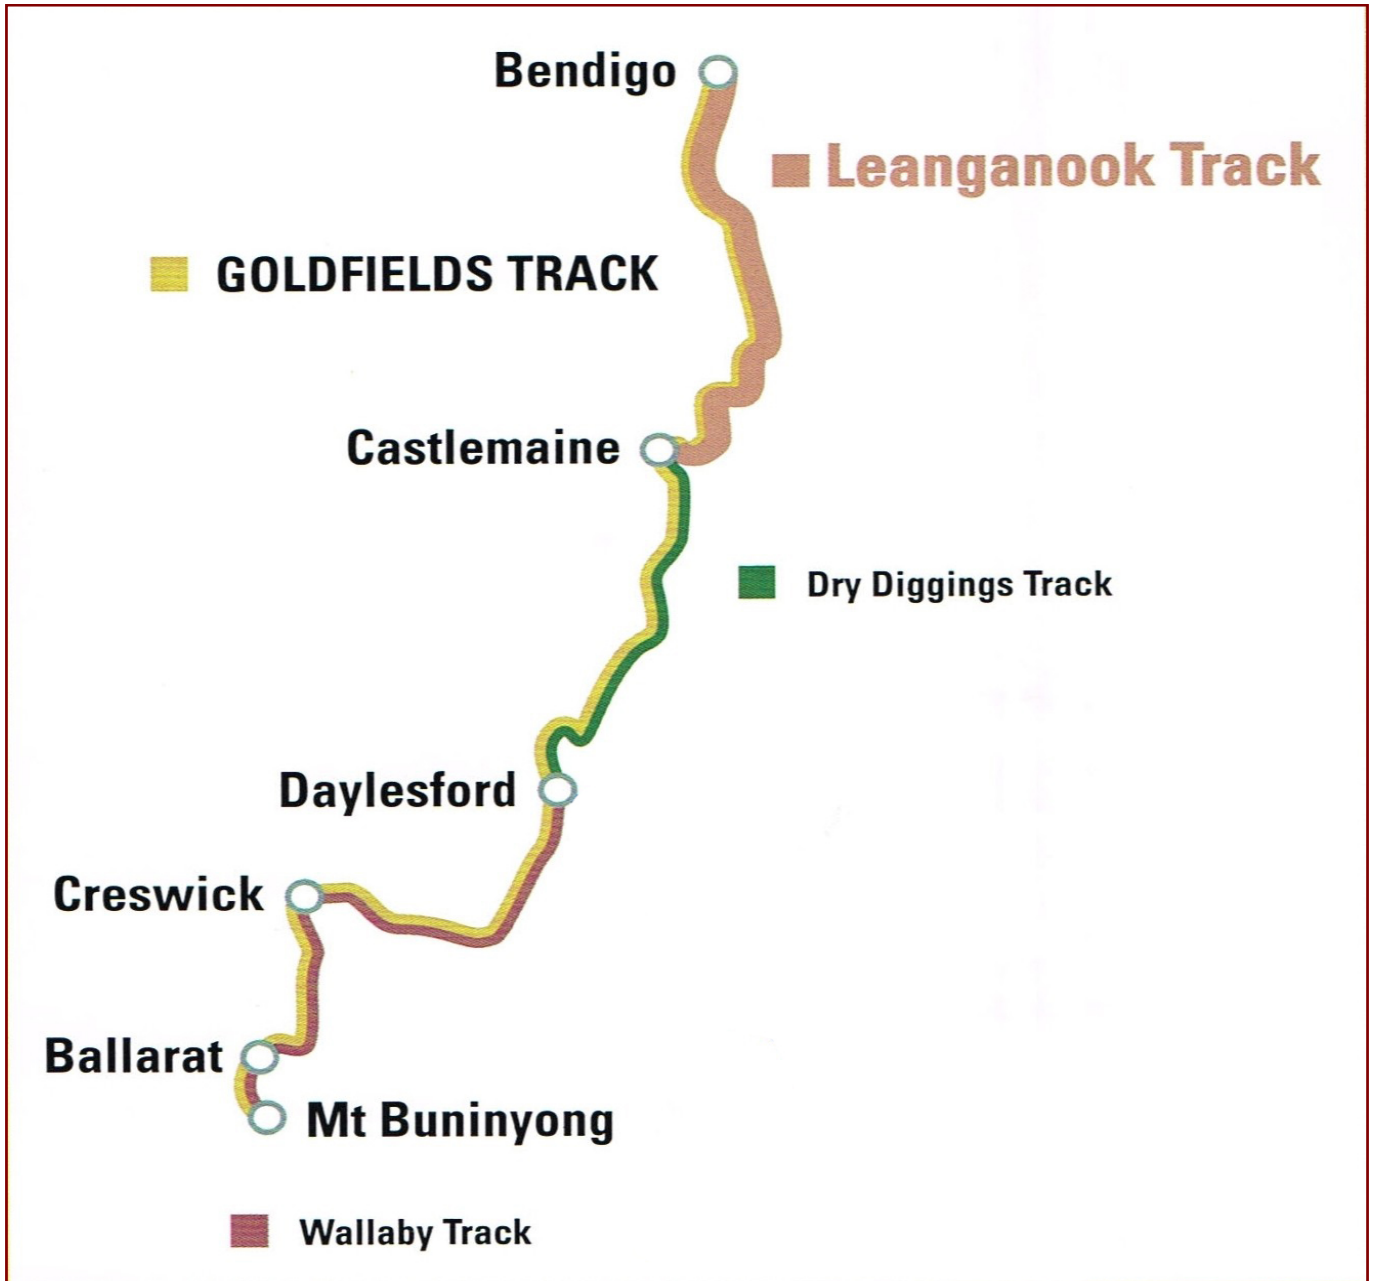 Bendigo
Leanganook Track
GOLDFIELDS TRACK
Castlemaine
Dry Diggings Track
Daylesford
Creswick
Ballarat
Mt Buninyong
Wallaby Track